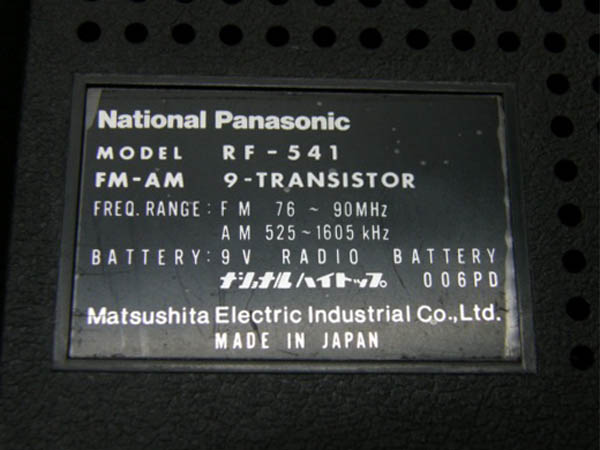 National Panasonic
MODEL RF-541
FM-AM 9-TRANSISTOR
FREQ. RANGE: FM 76 ~ 90MHz
AM 525~1605 kHz
BATTERY: 9V RADIO BATTERY
ナショナルハイトップ 006PD
Matsushita Electric Industrial Co.,Ltd.
MADE IN JAPAN